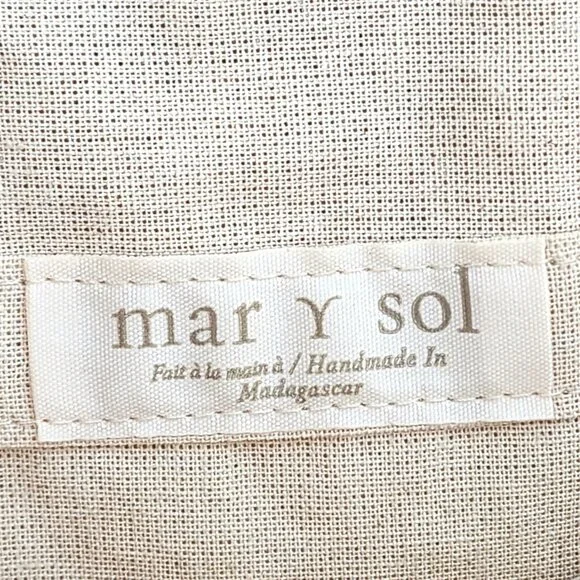 mar Y sol
Fait à la main à / Handmade In
Madagascar